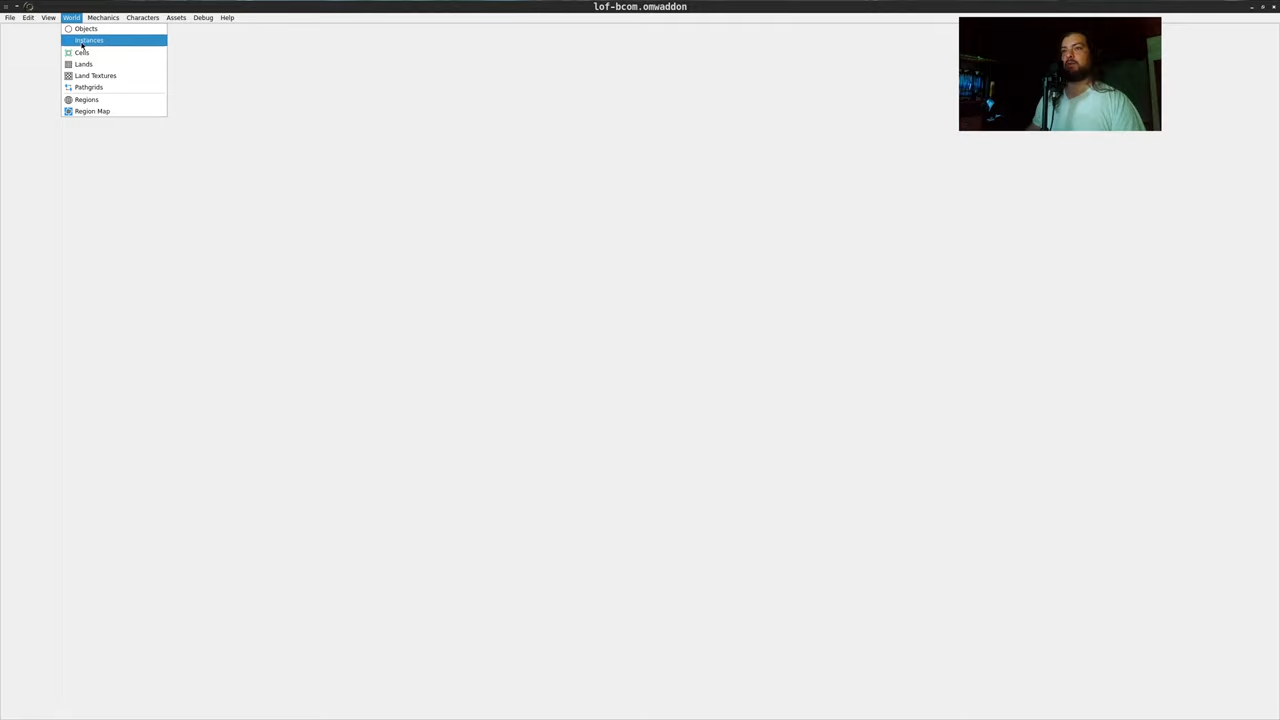 lof-bcom.omwaddon
File Edit View World Mechanics Characters Assets Debug Help
Objects
Instances
Cells
Lands
Land Textures
Pathgrids
Regions
Region Map